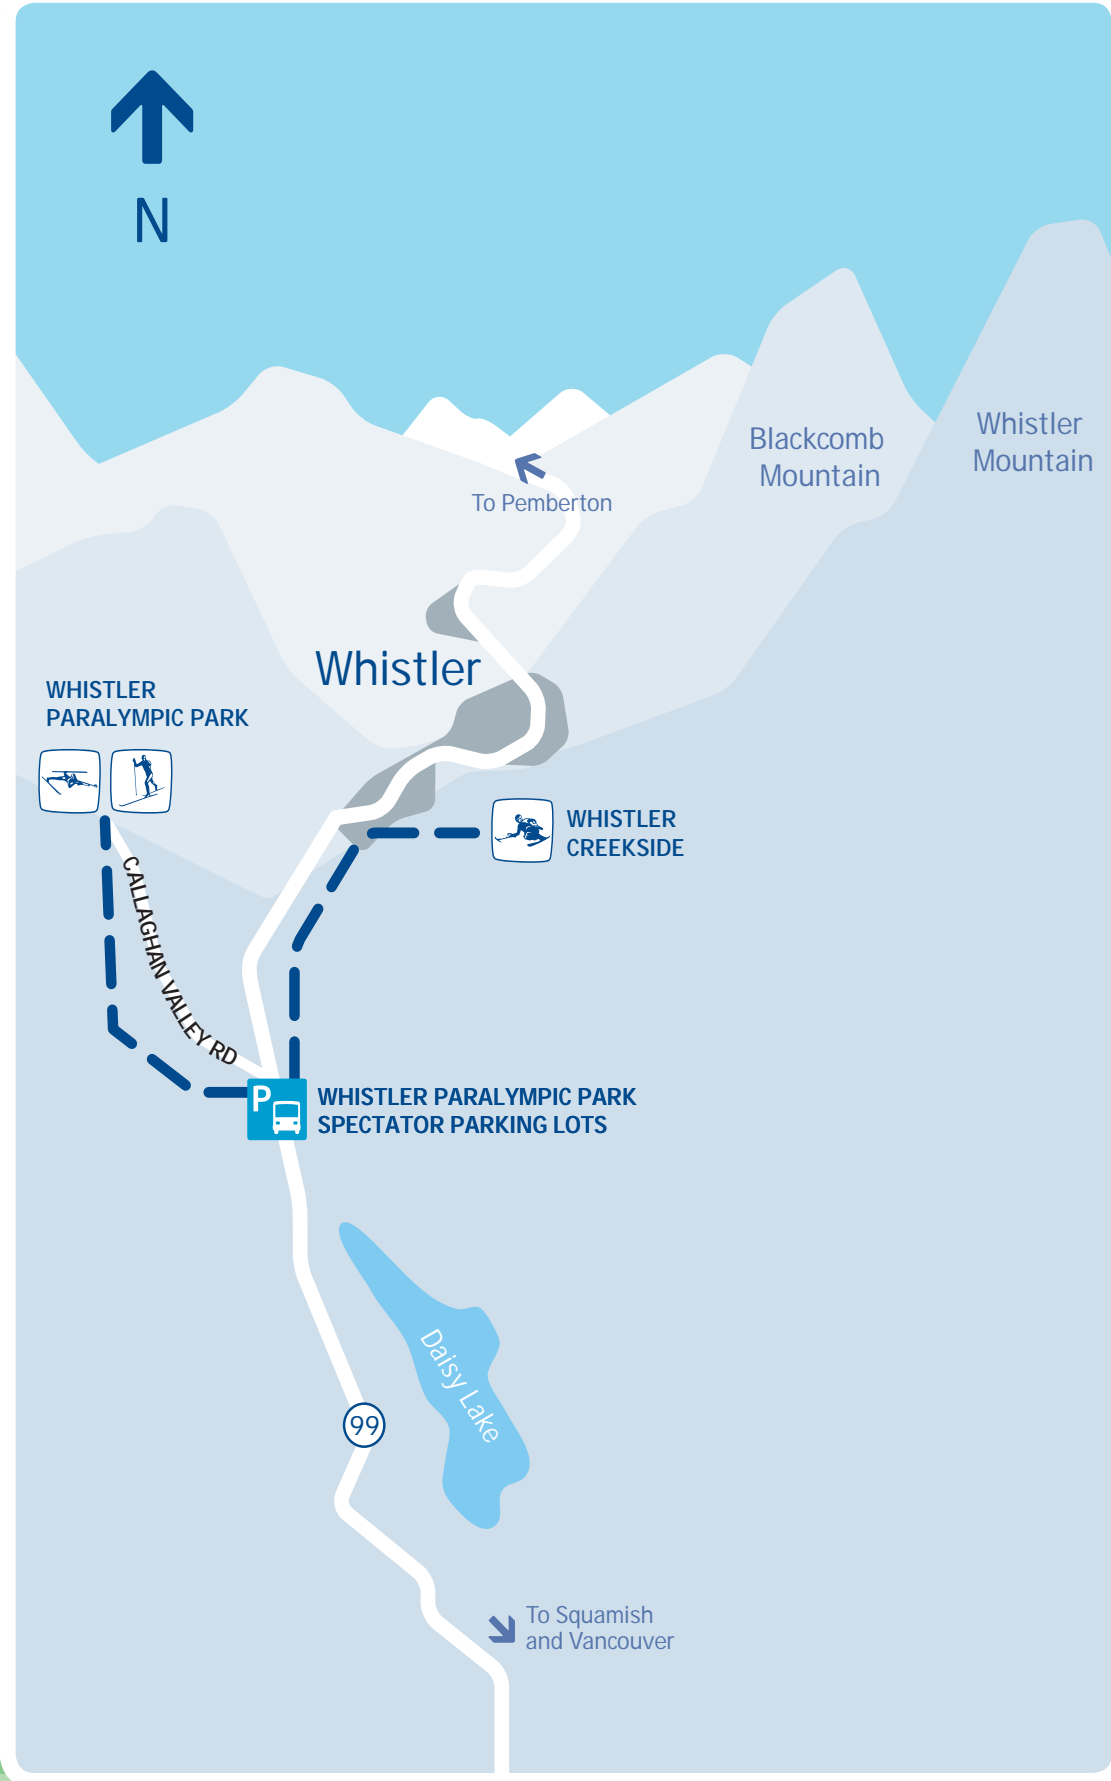 N
Blackcomb
Mountain
Whistler
Mountain
To Pemberton
Whistler
WHISTLER
PARALYMPIC PARK
WHISTLER
CREEKSIDE
CALLAGHAN VALLEY RD
P
WHISTLER PARALYMPIC PARK
SPECTATOR PARKING LOTS
Daisy Lake
99
To Squamish
and Vancouver